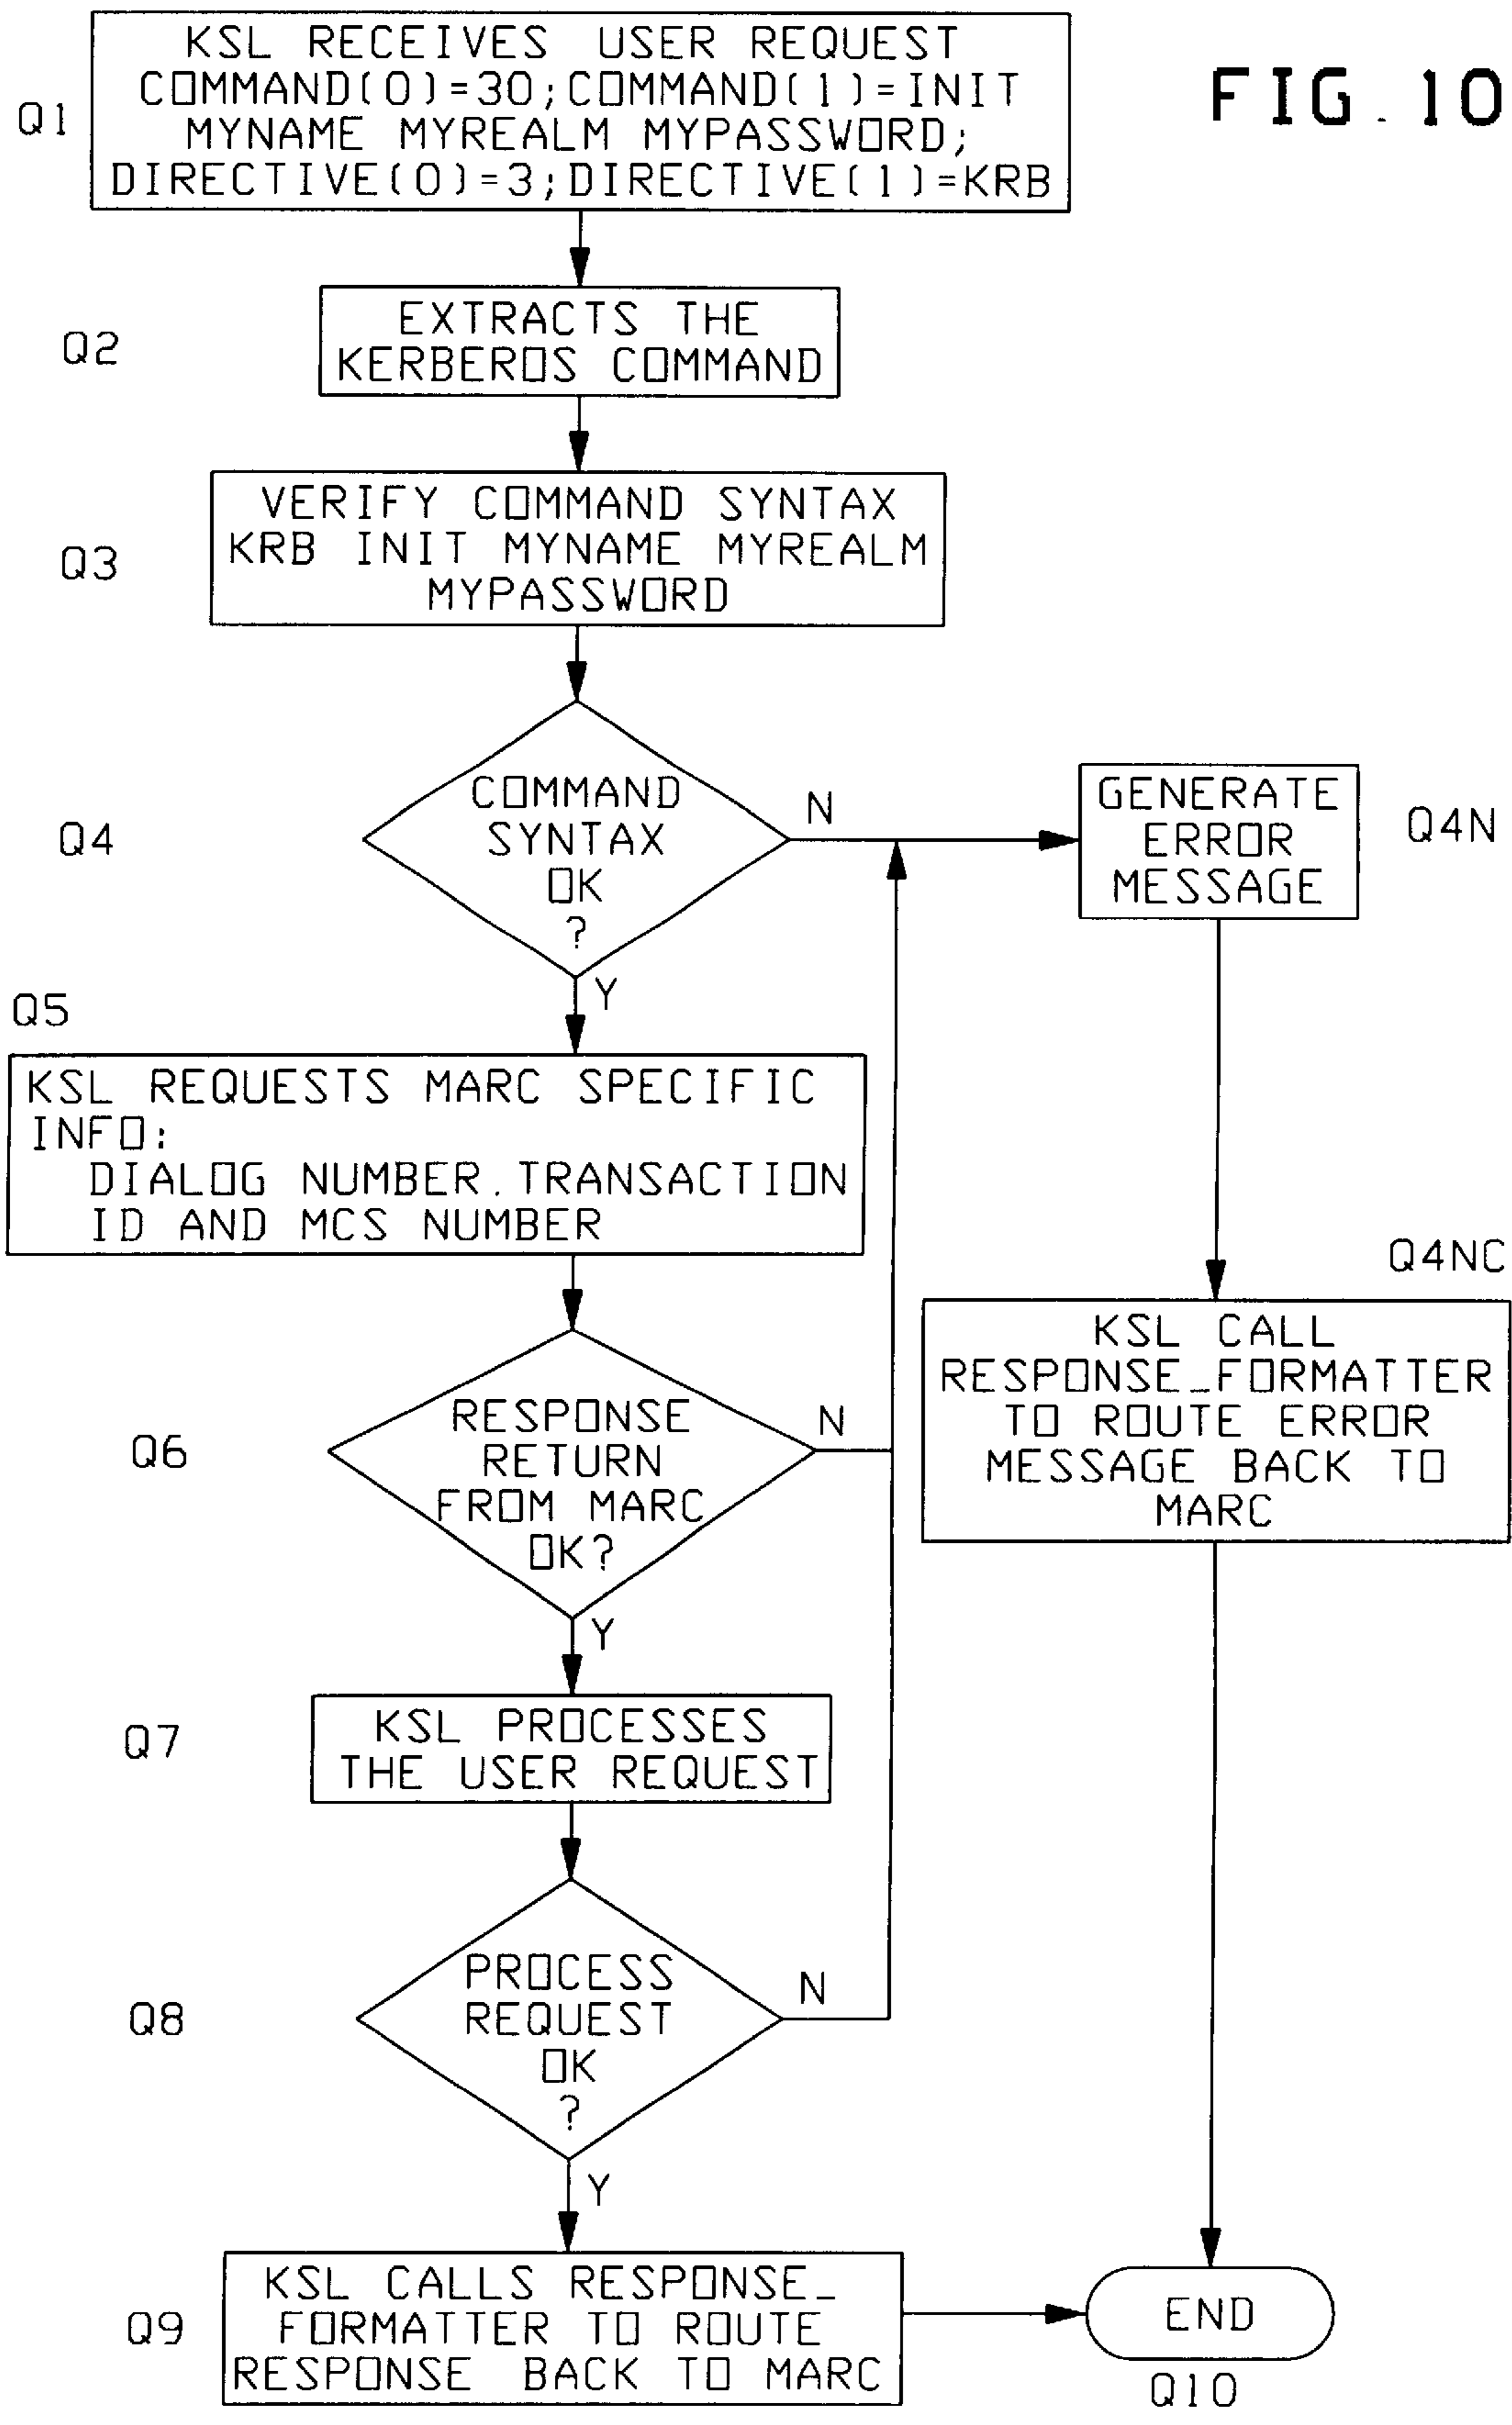 FIG. 10
Q1
KSL RECEIVES USER REQUEST
COMMAND(0)=30;COMMAND(1)=INIT
MYNAME MYREALM MYPASSWORD;
DIRECTIVE(0)=3;DIRECTIVE(1)=KRB
Q2
EXTRACTS THE
KERBEROS COMMAND
Q3
VERIFY COMMAND SYNTAX
KRB INIT MYNAME MYREALM
MYPASSWORD
Q4
COMMAND
SYNTAX
OK
?
N
Y
GENERATE
ERROR
MESSAGE
Q4N
Q5
KSL REQUESTS MARC SPECIFIC
INFO:
DIALOG NUMBER.TRANSACTION
ID AND MCS NUMBER
Q4NC
KSL CALL
RESPONSE_FORMATTER
TO ROUTE ERROR
MESSAGE BACK TO
MARC
Q6
RESPONSE
RETURN
FROM MARC
OK?
N
Y
Q7
KSL PROCESSES
THE USER REQUEST
Q8
PROCESS
REQUEST
OK
?
N
Y
Q9
KSL CALLS RESPONSE_
FORMATTER TO ROUTE
RESPONSE BACK TO MARC
END
Q10